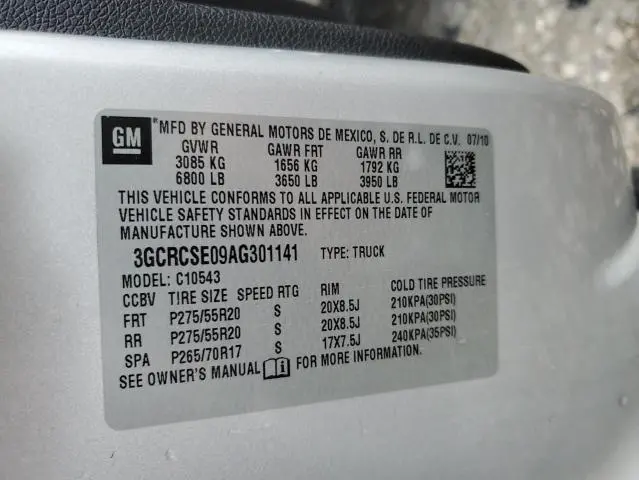 GM
*MFD BY GENERAL MOTORS DE MEXICO, S. DE R.L. DE C.V. 07/10
GVWR GAWR FRT GAWR RR
3085 KG 1656 KG 1792 KG
6800 LB 3650 LB 3950 LB
THIS VEHICLE CONFORMS TO ALL APPLICABLE U.S. FEDERAL MOTOR
VEHICLE SAFETY STANDARDS IN EFFECT ON THE DATE OF
MANUFACTURE SHOWN ABOVE.
3GCRCSE09AG301141 TYPE: TRUCK
MODEL: C10543
CCBV TIRE SIZE SPEED RTG RIM COLD TIRE PRESSURE
FRT P275/55R20 S 20X8.5J 210KPA(30PSI)
RR P275/55R20 S 20X8.5J 210KPA(30PSI)
SPA P265/70R17 S 17X7.5J 240KPA(35PSI)
SEE OWNER'S MANUAL FOR MORE INFORMATION.